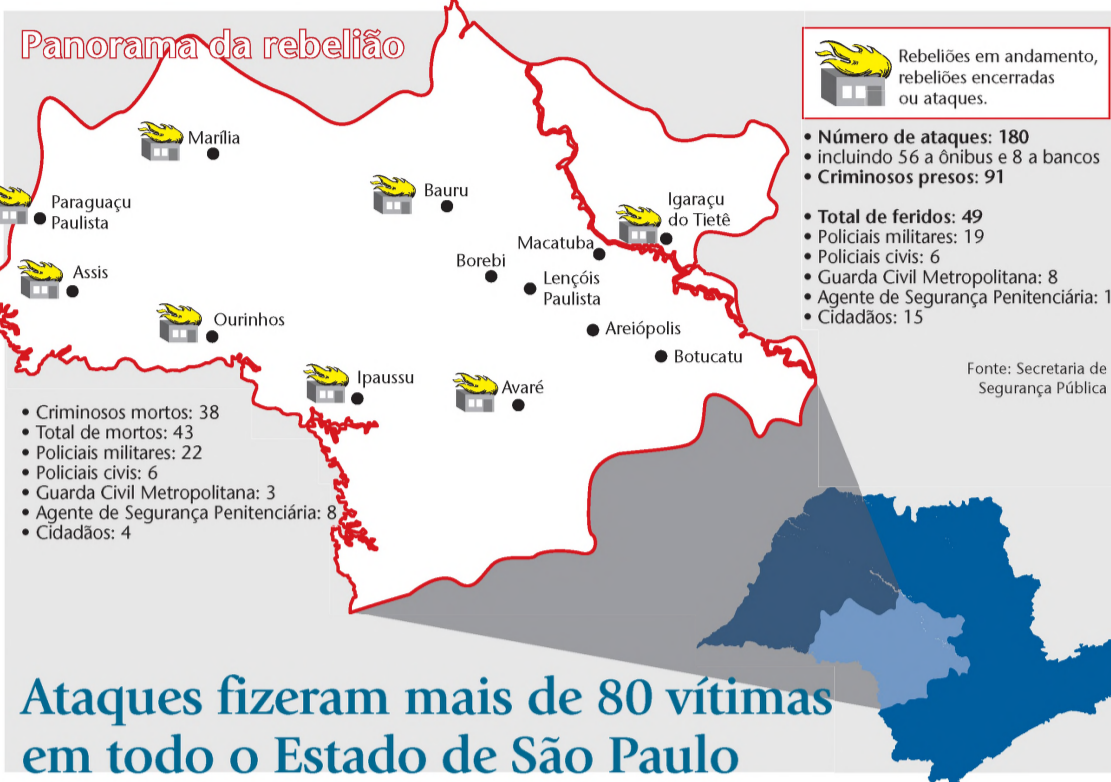 Panorama da rebelião
Rebeliões em andamento,
rebeliões encerradas
ou ataques.
• Número de ataques: 180
• incluindo 56 a ônibus e 8 a bancos
• Criminosos presos: 91
• Total de feridos: 49
• Policiais militares: 19
• Policiais civis: 6
• Guarda Civil Metropolitana: 8
• Agente de Segurança Penitenciária: 1
• Cidadãos: 15
Fonte: Secretaria de
Segurança Pública
Marília
Bauru
Paraguaçu
Paulista
Igaraçu
do Tietê
Macatuba
Borebi
Lençóis
Paulista
Assis
Ourinhos
Areiópolis
Botucatu
Ipaussu
Avaré
• Criminosos mortos: 38
• Total de mortos: 43
• Policiais militares: 22
• Policiais civis: 6
• Guarda Civil Metropolitana: 3
• Agente de Segurança Penitenciária: 8
• Cidadãos: 4
Ataques fizeram mais de 80 vítimas
em todo o Estado de São Paulo